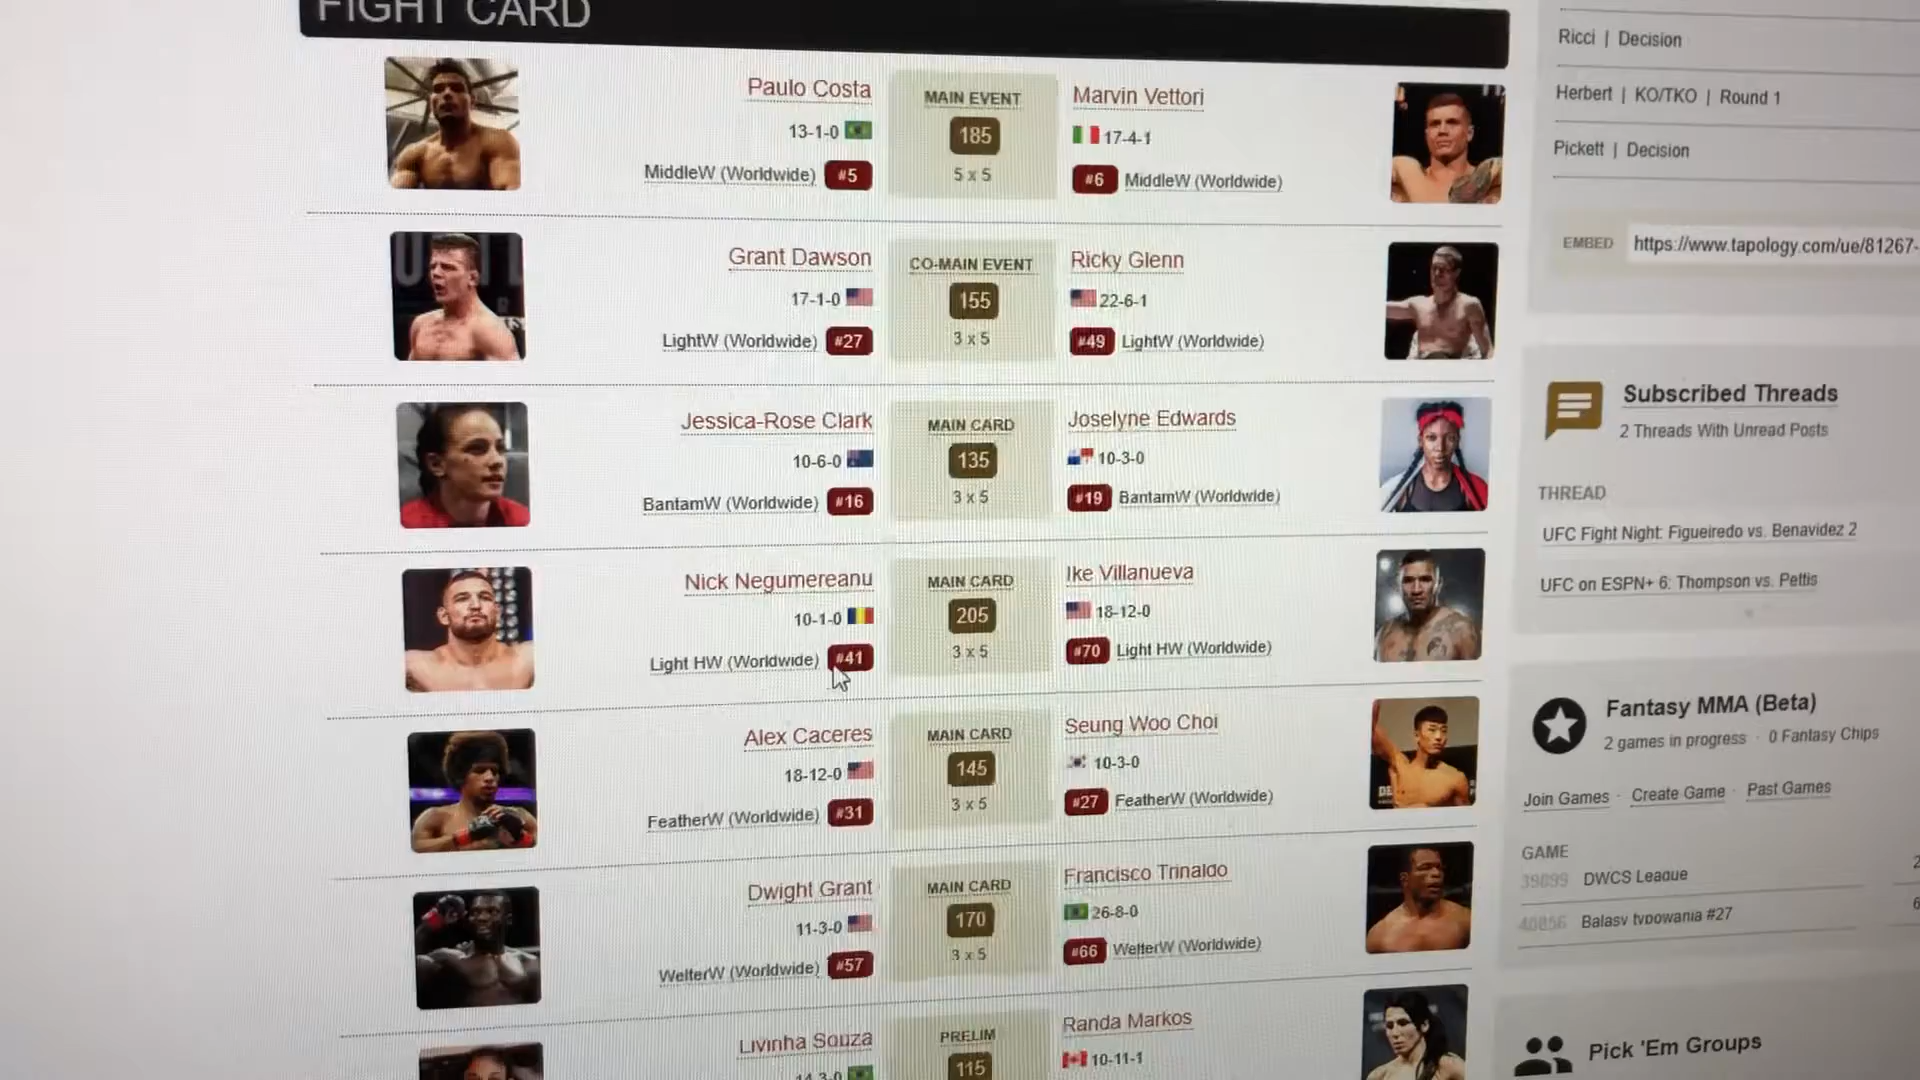 FIGHT CARD
Paulo Costa
13-1-0
MiddleW (Worldwide) #5
MAIN EVENT
185
5 x 5
Marvin Vettori
17-4-1
#6 MiddleW (Worldwide)
Grant Dawson
17-1-0
LightW (Worldwide) #27
CO-MAIN EVENT
155
3 x 5
Ricky Glenn
22-6-1
#49 LightW (Worldwide)
Jessica-Rose Clark
10-6-0
BantamW (Worldwide) #16
MAIN CARD
135
3 x 5
Joselyne Edwards
10-3-0
#19 BantamW (Worldwide)
Nick Negumereanu
10-1-0
Light HW (Worldwide) #41
MAIN CARD
205
3 x 5
Ike Villanueva
18-12-0
#70 Light HW (Worldwide)
Alex Caceres
18-12-0
FeatherW (Worldwide) #31
MAIN CARD
145
3 x 5
Seung Woo Choi
10-3-0
#27 FeatherW (Worldwide)
Dwight Grant
11-3-0
WelterW (Worldwide) #57
MAIN CARD
170
3 x 5
Francisco Trinaldo
26-8-0
#66 WelterW (Worldwide)
Livinha Souza
14-3-0
PRELIM
115
Randa Markos
10-11-1
Ricci | Decision
Herbert | KO/TKO | Round 1
Pickett | Decision
EMBED https://www.tapology.com/ue/81267-
Subscribed Threads
2 Threads With Unread Posts
THREAD
UFC Fight Night: Figueiredo vs. Benavidez 2
UFC on ESPN+ 6: Thompson vs. Pettis
Fantasy MMA (Beta)
2 games in progress · 0 Fantasy Chips
Join Games · Create Game · Past Games
GAME
39899 DWCS League
40856 Balasy typowania #27
Pick 'Em Groups